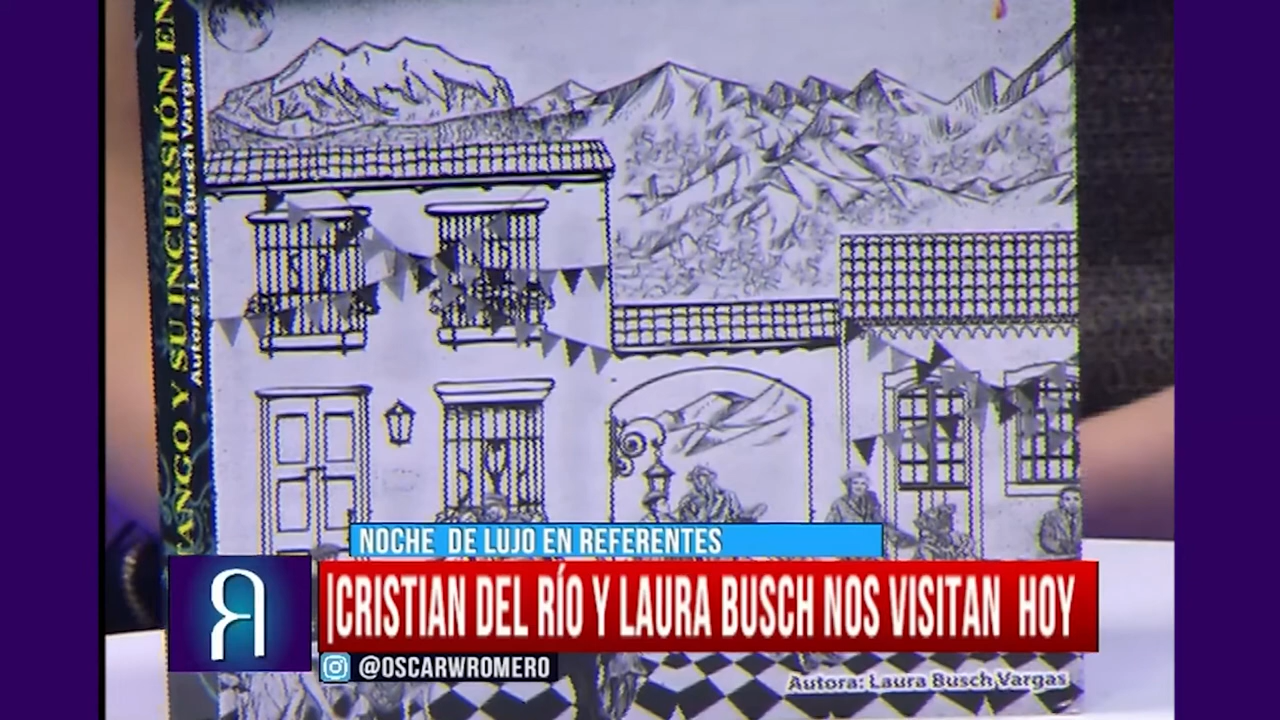 TANGO Y SU INCURSIÓN EN
Autora: Laura Busch Vargas
NOCHE DE LUJO EN REFERENTES
|CRISTIAN DEL RÍO Y LAURA BUSCH NOS VISITAN HOY
@OSCARWROMERO
Autora: Laura Busch Vargas